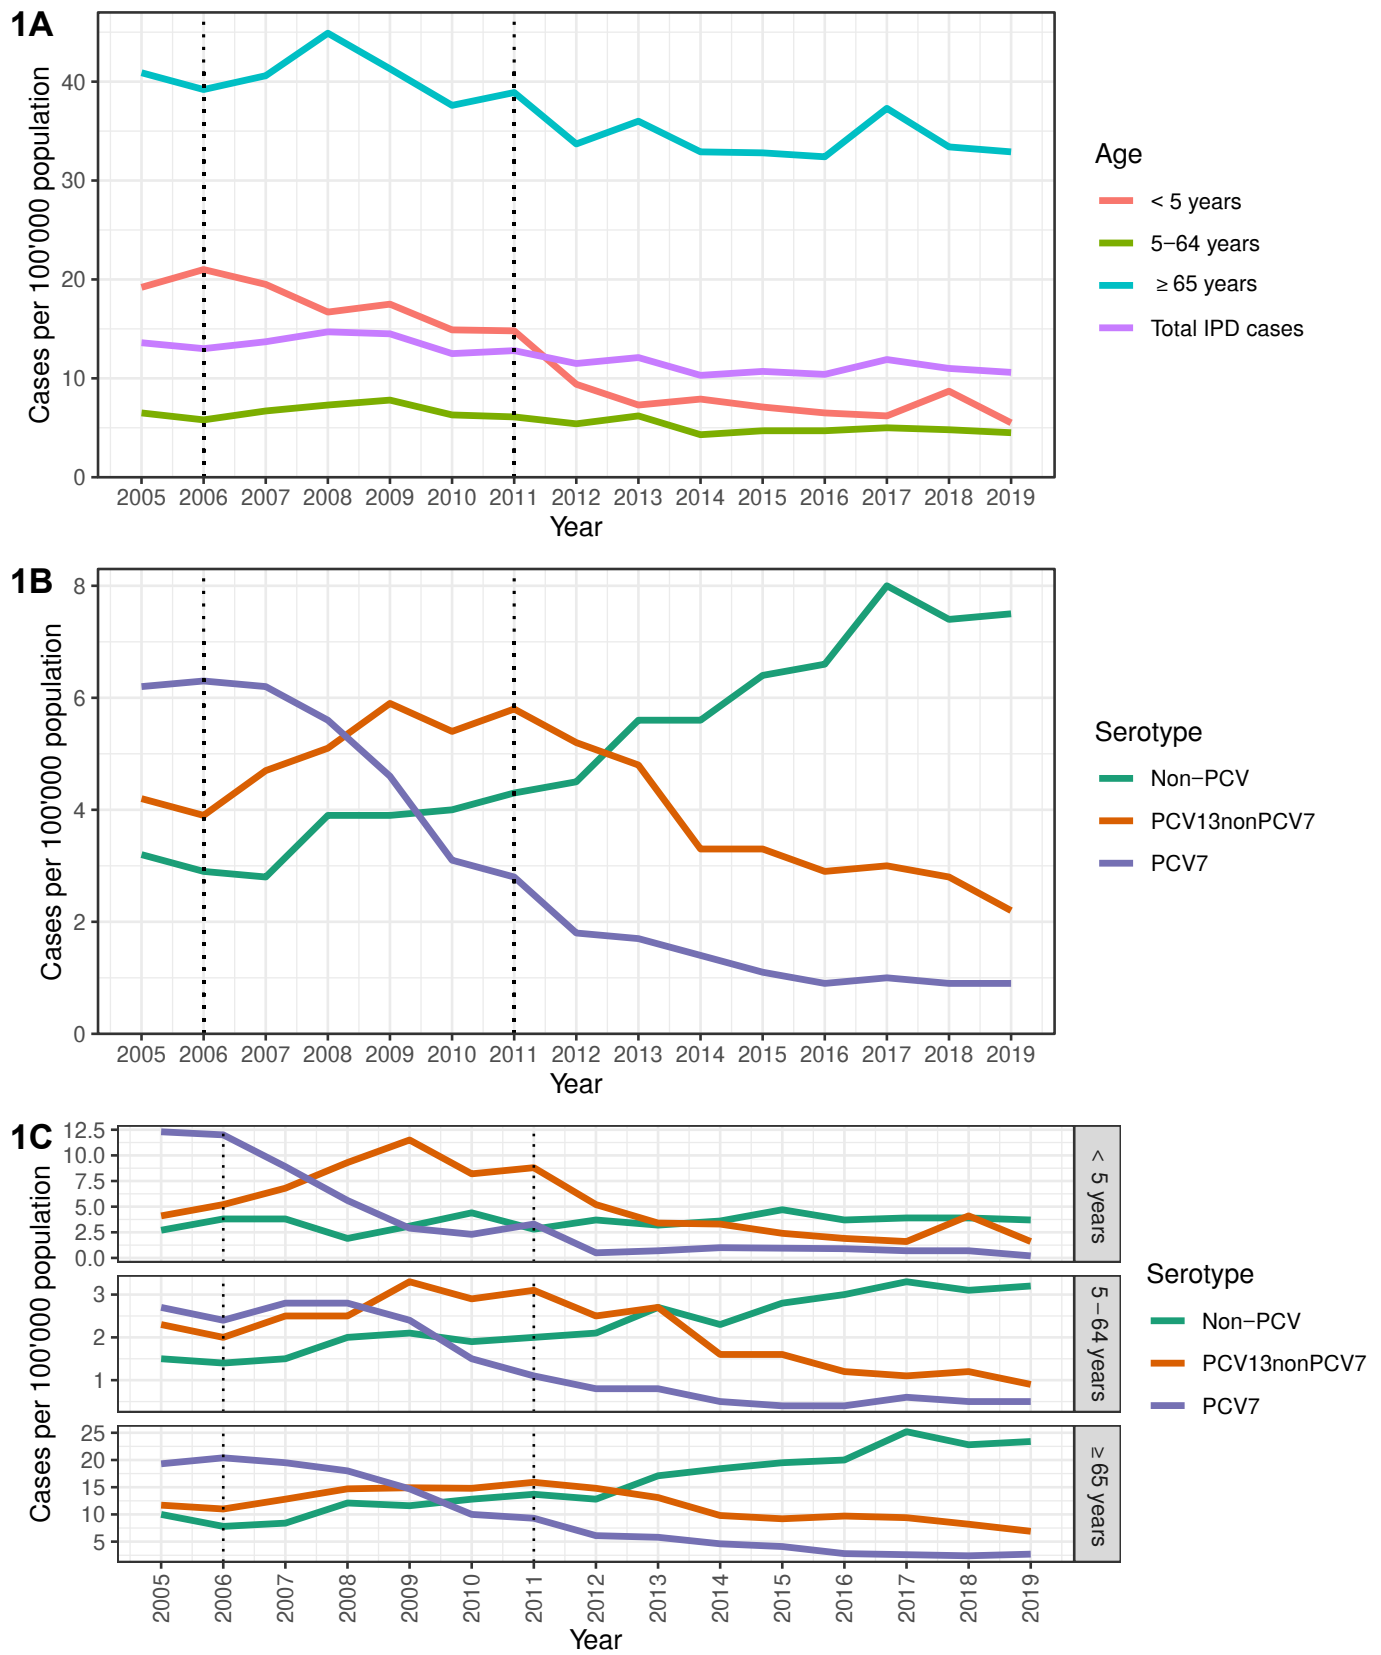 1A
Cases per 100'000 population
40
30
20
10
0
2005 2006 2007 2008 2009 2010 2011 2012 2013 2014 2015 2016 2017 2018 2019
Year
Age
< 5 years
5−64 years
≥ 65 years
Total IPD cases
1B
Cases per 100'000 population
8
6
4
2
0
2005 2006 2007 2008 2009 2010 2011 2012 2013 2014 2015 2016 2017 2018 2019
Year
Serotype
Non−PCV
PCV13nonPCV7
PCV7
1C
Cases per 100'000 population
12.5
10.0
7.5
5.0
2.5
0.0
< 5 years
3
2
1
5−64 years
25
20
15
10
5
≥ 65 years
2005 2006 2007 2008 2009 2010 2011 2012 2013 2014 2015 2016 2017 2018 2019
Year
Serotype
Non−PCV
PCV13nonPCV7
PCV7